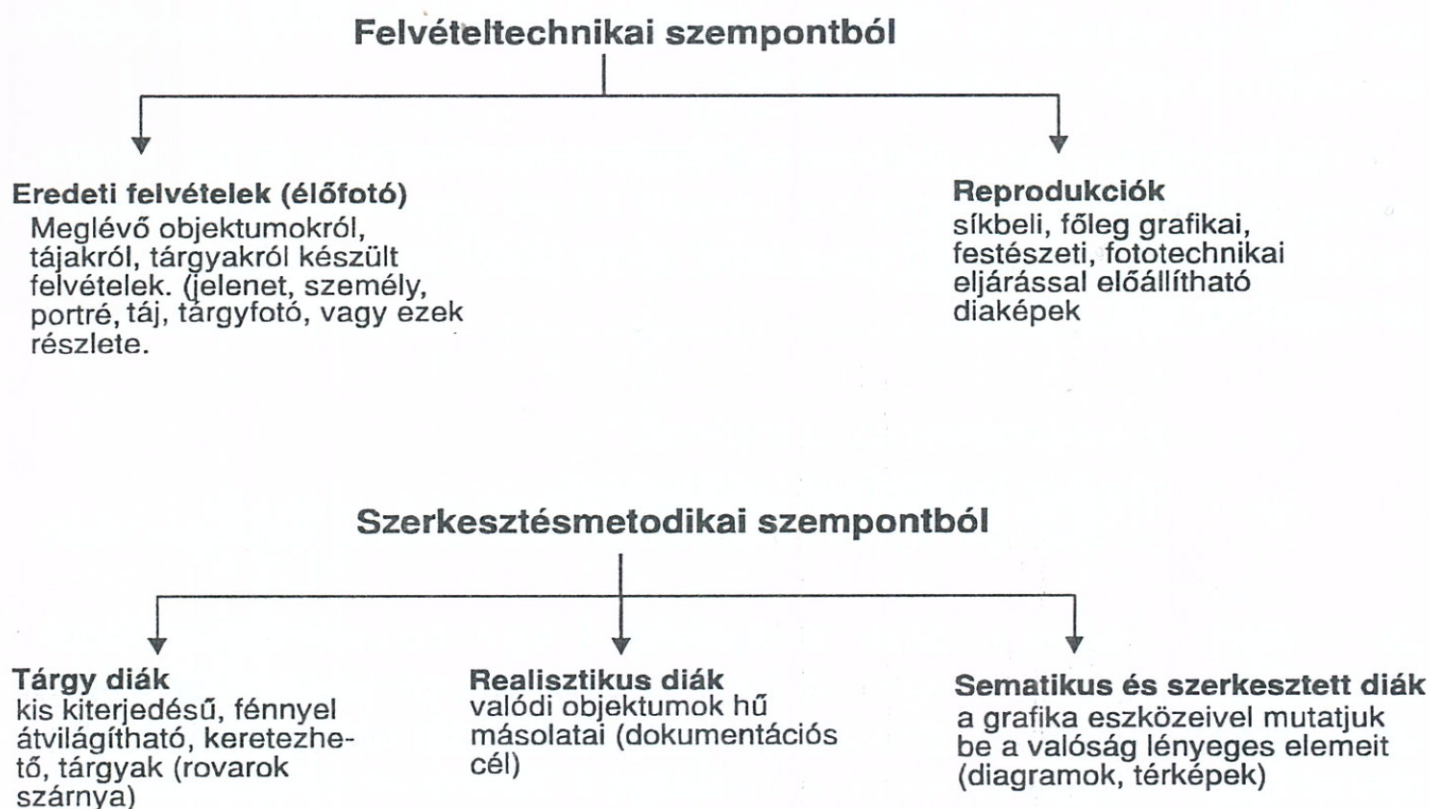 Felvételtechnikai szempontból
Eredeti felvételek (élőfotó)
Meglévő objektumokról,
tájakról, tárgyakról készült
felvételek. (jelenet, személy,
portré, táj, tárgyfotó, vagy ezek
részlete.
Reprodukciók
síkbeli, főleg grafikai,
festészeti, fototechnikai
eljárással előállítható
diaképek
Szerkesztésmetodikai szempontból
Tárgy diák
kis kiterjedésű, fénnyel
átvilágítható, keretezhe-
tő, tárgyak (rovarok
szárnya)
Realisztikus diák
valódi objektumok hű
másolatai (dokumentációs
cél)
Sematikus és szerkesztett diák
a grafika eszközeivel mutatjuk
be a valóság lényeges elemeit
(diagramok, térképek)